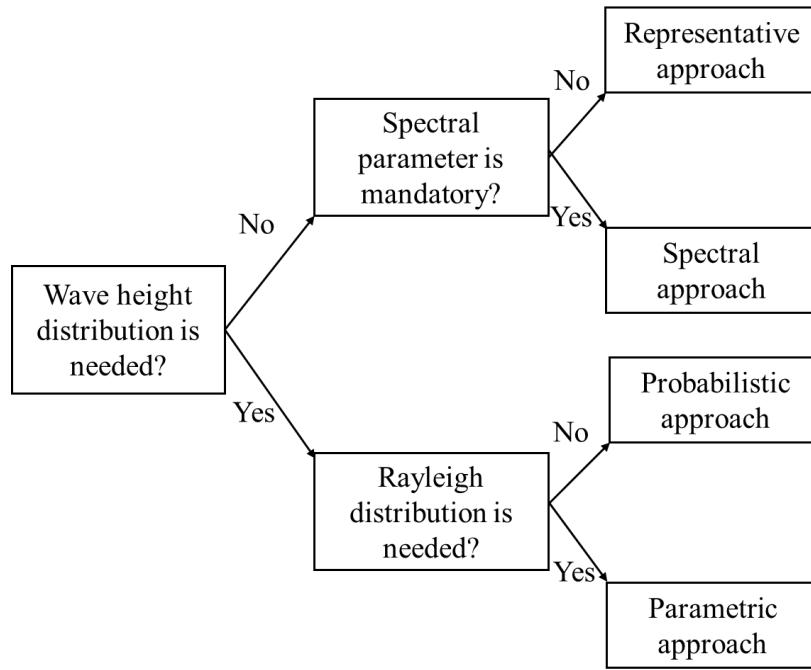 Representative
approach
No
Spectral
parameter is
mandatory?
Yes
No
Spectral
approach
Wave height
distribution is
needed?
Probabilistic
approach
Yes
No
Rayleigh
distribution is
needed?
Yes
Parametric
approach